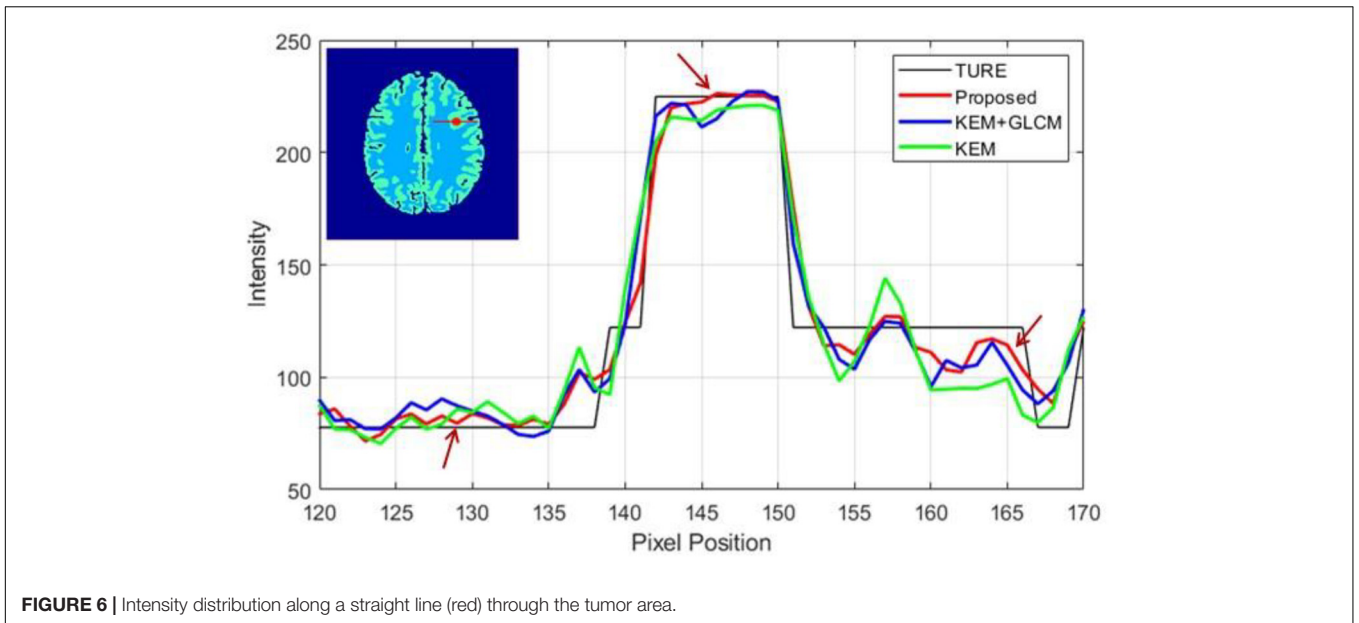 250
200
150
100
50
Intensity
TURE
Proposed
KEM+GLCM
KEM
120 125 130 135 140 145 150 155 160 165 170
Pixel Position
FIGURE 6 | Intensity distribution along a straight line (red) through the tumor area.